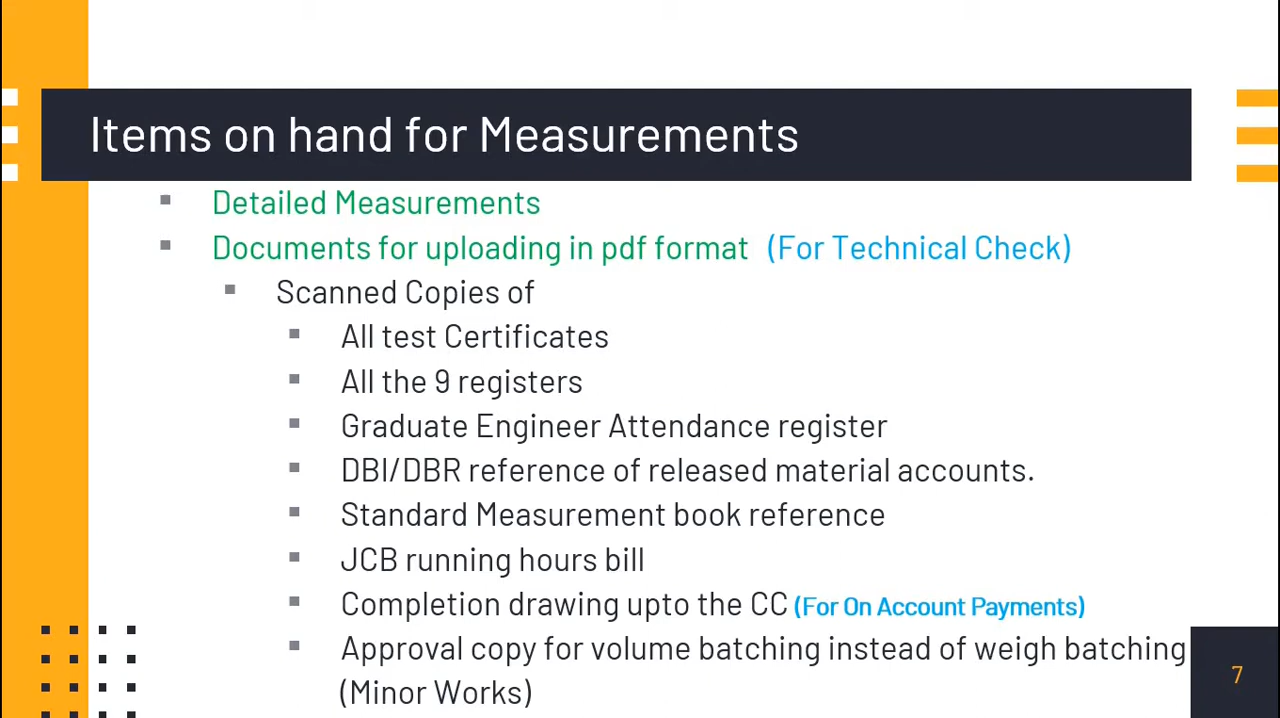 Items on hand for Measurements
Detailed Measurements
Documents for uploading in pdf format (For Technical Check)
Scanned Copies of
All test Certificates
All the 9 registers
Graduate Engineer Attendance register
DBI/DBR reference of released material accounts.
Standard Measurement book reference
JCB running hours bill
Completion drawing upto the CC (For On Account Payments)
Approval copy for volume batching instead of weigh batching
(Minor Works)
7